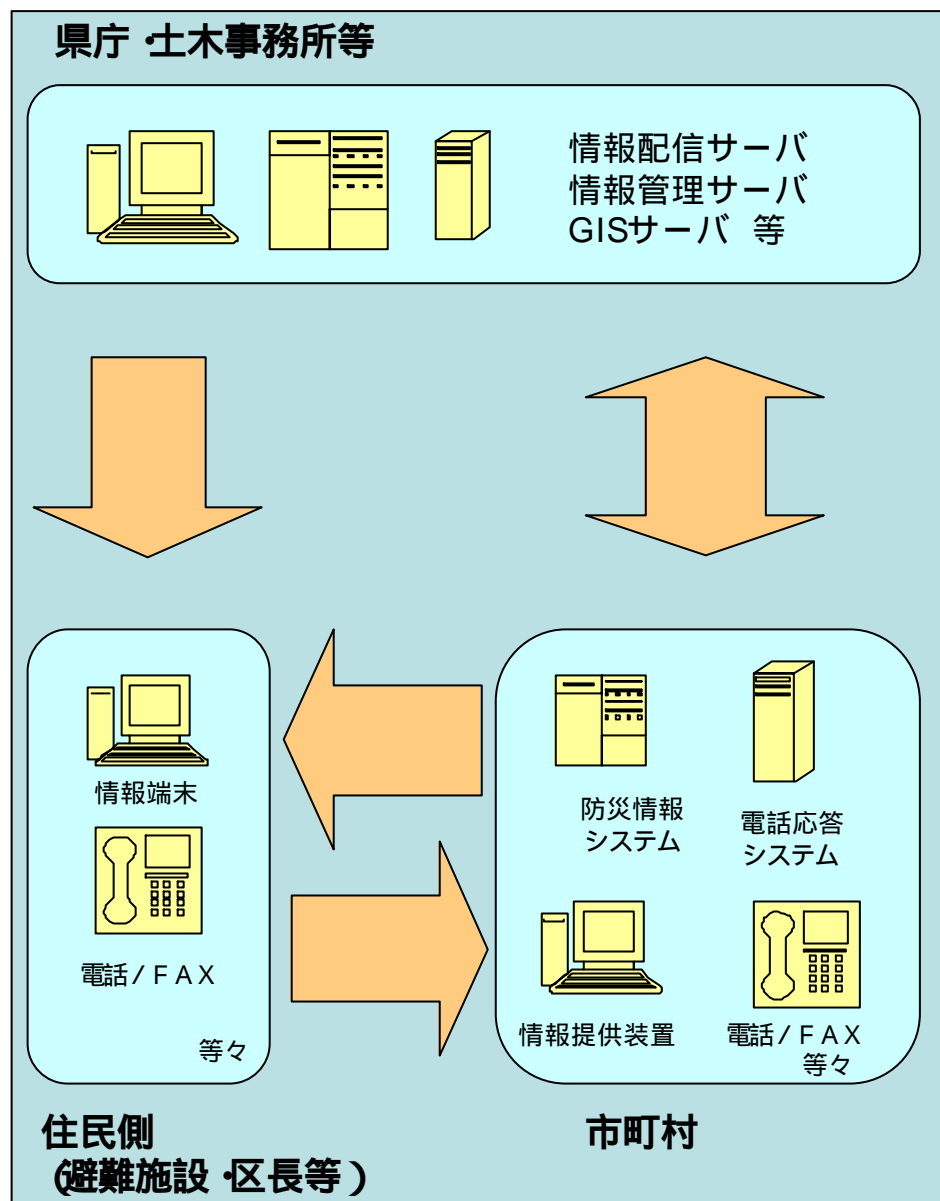 県庁・土木事務所等
情報配信サーバ
情報管理サーバ
GISサーバ 等
情報端末
電話/ＦＡＸ
等々
防災情報
システム
電話応答
システム
情報提供装置
電話/ＦＡＸ
等々
住民側
(避難施設・区長等)
市町村